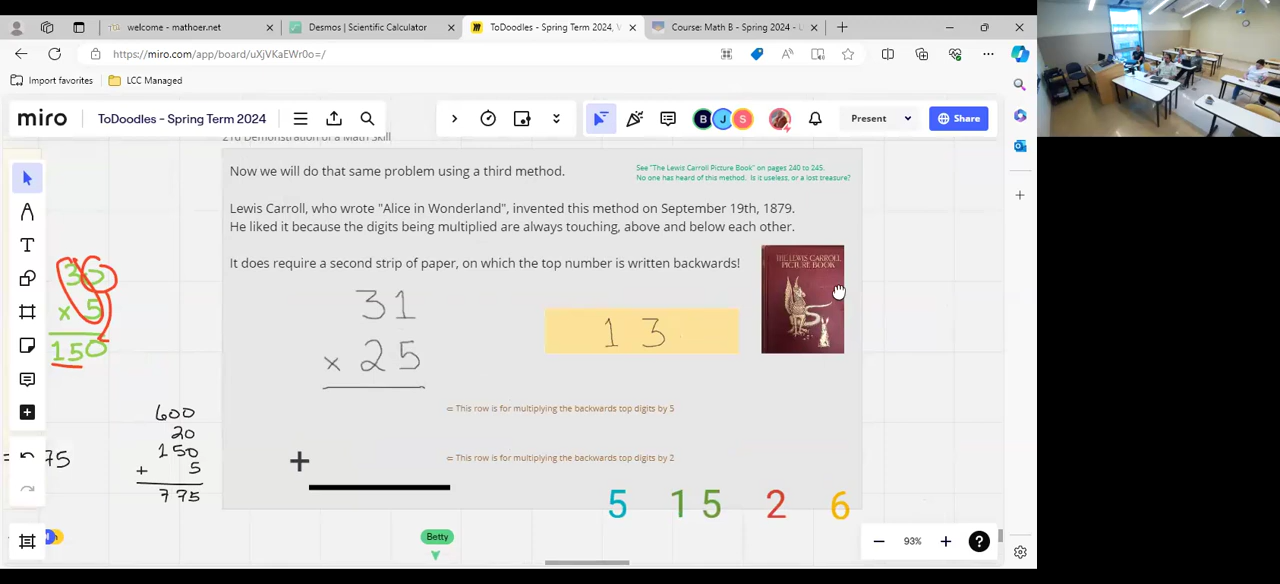 welcome - mathoer.net
Desmos | Scientific Calculator
ToDoodles - Spring Term 2024, V
Course: Math B - Spring 2024 - L
https://miro.com/app/board/uXjVKaEWr0o=/
Import favorites
LCC Managed
miro
ToDoodles - Spring Term 2024
B J S
Present
Share
21d Demonstration of a Math Skill
Now we will do that same problem using a third method.
See "The Lewis Carroll Picture Book" on pages 240 to 245.
No one has heard of this method. Is it useless, or a lost treasure?
Lewis Carroll, who wrote "Alice in Wonderland", invented this method on September 19th, 1879.
He liked it because the digits being multiplied are always touching, above and below each other.
It does require a second strip of paper, on which the top number is written backwards!
30
x 5
150
31
x 25
1 3
THE LEWIS CARROLL
PICTURE BOOK
⇐ This row is for multiplying the backwards top digits by 5
⇐ This row is for multiplying the backwards top digits by 2
+
600
20
150
+ 5
775
= 75
5 15 2 6
Betty
93%